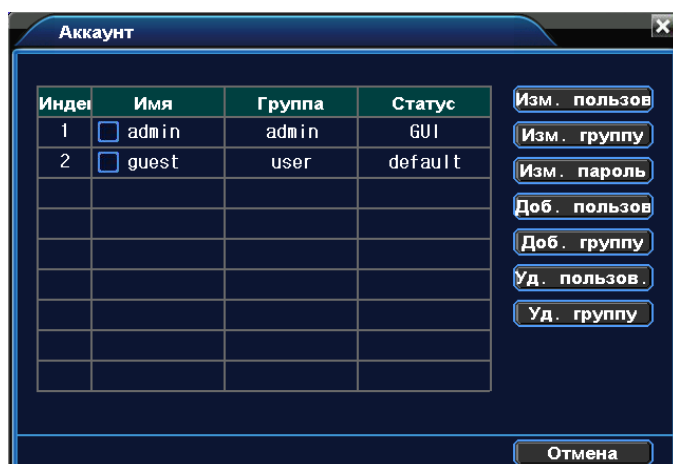 Аккаунт
Инде Имя Группа Статус
1 admin admin GUI
2 guest user default
Изм. пользов
Изм. группу
Изм. пароль
Доб. пользов
Доб. группу
Уд. пользов.
Уд. группу
Отмена